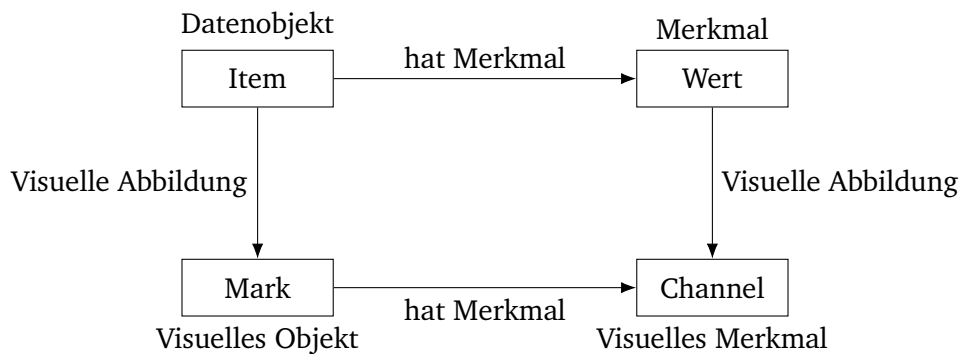 Datenobjekt
Merkmal
hat Merkmal
Item
Wert
Visuelle Abbildung
Visuelle Abbildung
Mark
Channel
hat Merkmal
Visuelles Objekt
Visuelles Merkmal